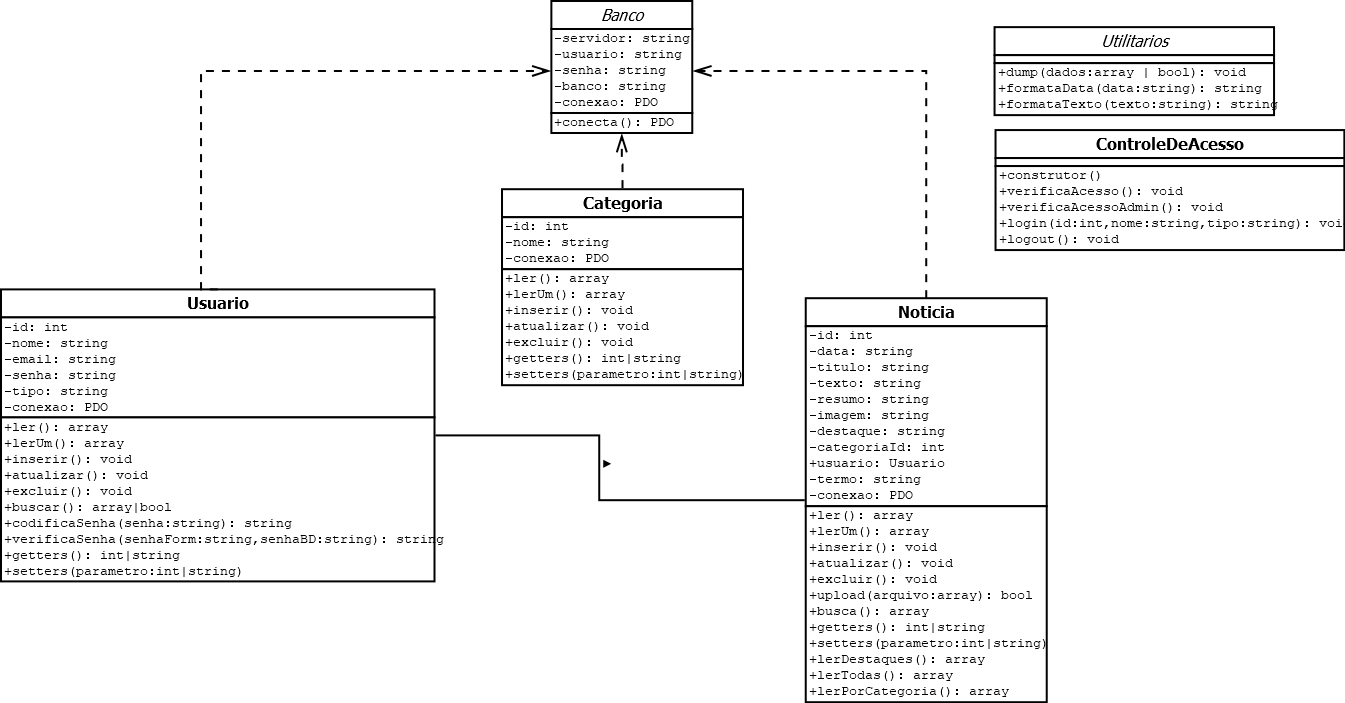 Banco
-servidor: string
-usuario: string
-senha: string
-banco: string
-conexao: PDO
+conecta(): PDO
Utilitarios
+dump(dados:array | bool): void
+formataData(data:string): string
+formataTexto(texto:string): string
ControleDeAcesso
+construtor()
+verificaAcesso(): void
+verificaAcessoAdmin(): void
+login(id:int,nome:string,tipo:string): voi
+logout(): void
Categoria
-id: int
-nome: string
-conexao: PDO
+ler(): array
+lerUm(): array
+inserir(): void
+atualizar(): void
+excluir(): void
+getters(): int|string
+setters(parametro:int|string)
Usuario
-id: int
-nome: string
-email: string
-senha: string
-tipo: string
-conexao: PDO
+ler(): array
+lerUm(): array
+inserir(): void
+atualizar(): void
+excluir(): void
+buscar(): array|bool
+codificaSenha(senha:string): string
+verificaSenha(senhaForm:string,senhaBD:string): string
+getters(): int|string
+setters(parametro:int|string)
Noticia
-id: int
-data: string
-titulo: string
-texto: string
-resumo: string
-imagem: string
-destaque: string
-categoriaId: int
+usuario: Usuario
-termo: string
-conexao: PDO
+ler(): array
+lerUm(): array
+inserir(): void
+atualizar(): void
+excluir(): void
+upload(arquivo:array): bool
+busca(): array
+getters(): int|string
+setters(parametro:int|string)
+lerDestaques(): array
+lerTodas(): array
+lerPorCategoria(): array